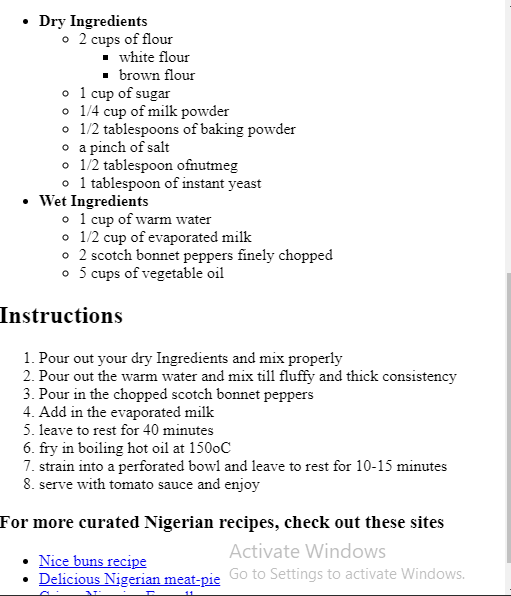 Dry Ingredients
2 cups of flour
white flour
brown flour
1 cup of sugar
1/4 cup of milk powder
1/2 tablespoons of baking powder
a pinch of salt
1/2 tablespoon ofnutmeg
1 tablespoon of instant yeast
Wet Ingredients
1 cup of warm water
1/2 cup of evaporated milk
2 scotch bonnet peppers finely chopped
5 cups of vegetable oil
Instructions
1. Pour out your dry Ingredients and mix properly
2. Pour out the warm water and mix till fluffy and thick consistency
3. Pour in the chopped scotch bonnet peppers
4. Add in the evaporated milk
5. leave to rest for 40 minutes
6. fry in boiling hot oil at 150oC
7. strain into a perforated bowl and leave to rest for 10-15 minutes
8. serve with tomato sauce and enjoy
For more curated Nigerian recipes, check out these sites
Nice buns recipe
Delicious Nigerian meat-pie
Activate Windows
Go to Settings to activate Windows.